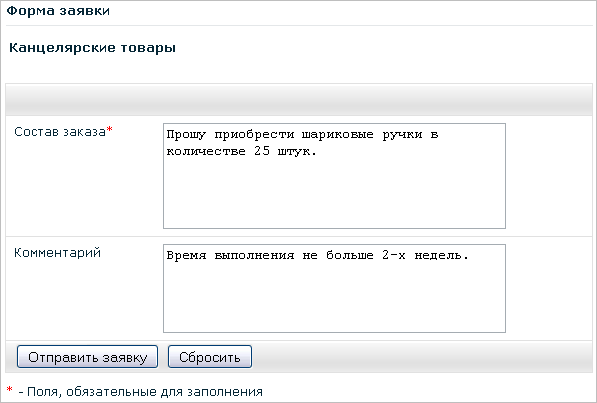 Форма заявки
Канцелярские товары
Состав заказа*
Прошу приобрести шариковые ручки в
количестве 25 штук.
Комментарий
Время выполнения не больше 2-х недель.
Отправить заявку Сбросить
* - Поля, обязательные для заполнения